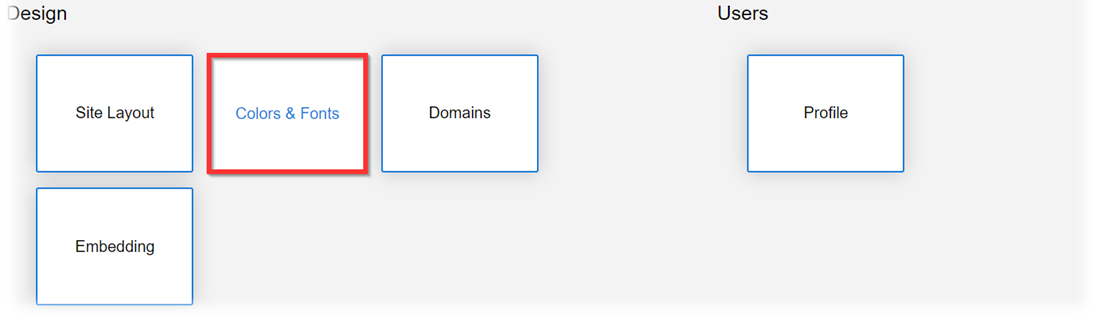 Design
Users
Site Layout
Colors & Fonts
Domains
Profile
Embedding